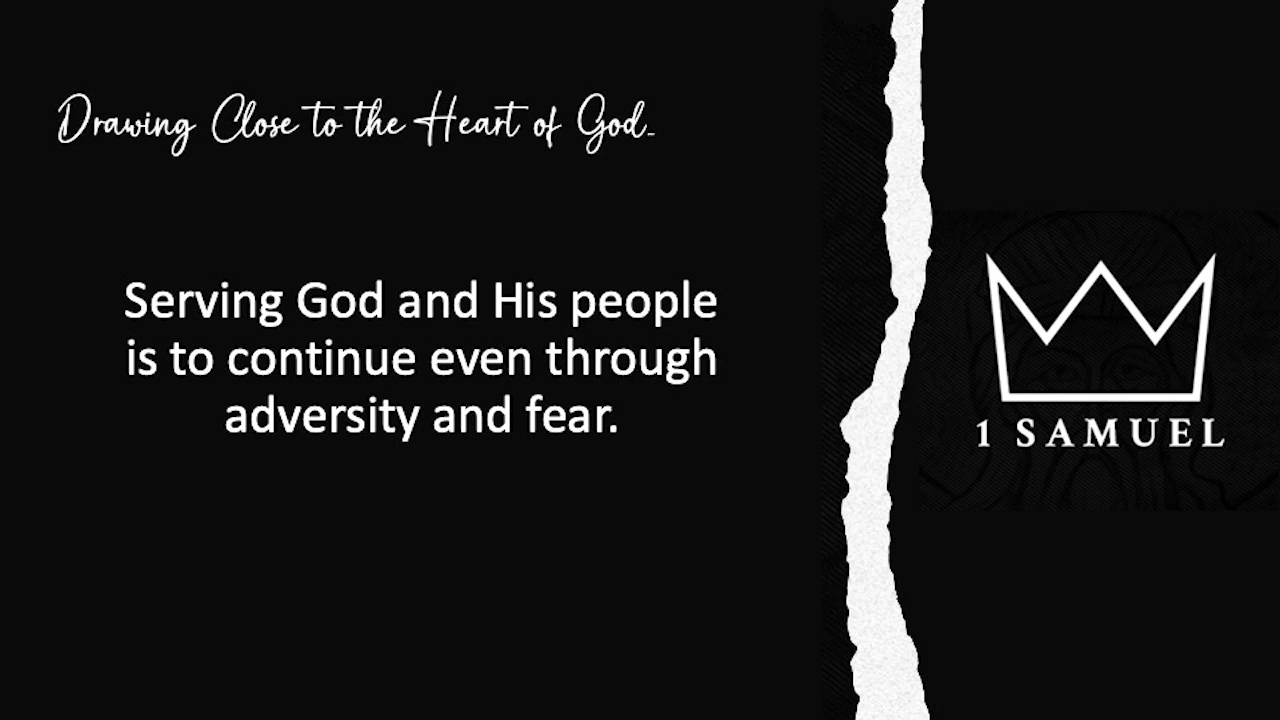 Drawing Close to the Heart of God...
Serving God and His people
is to continue even through
adversity and fear.
1 SAMUEL